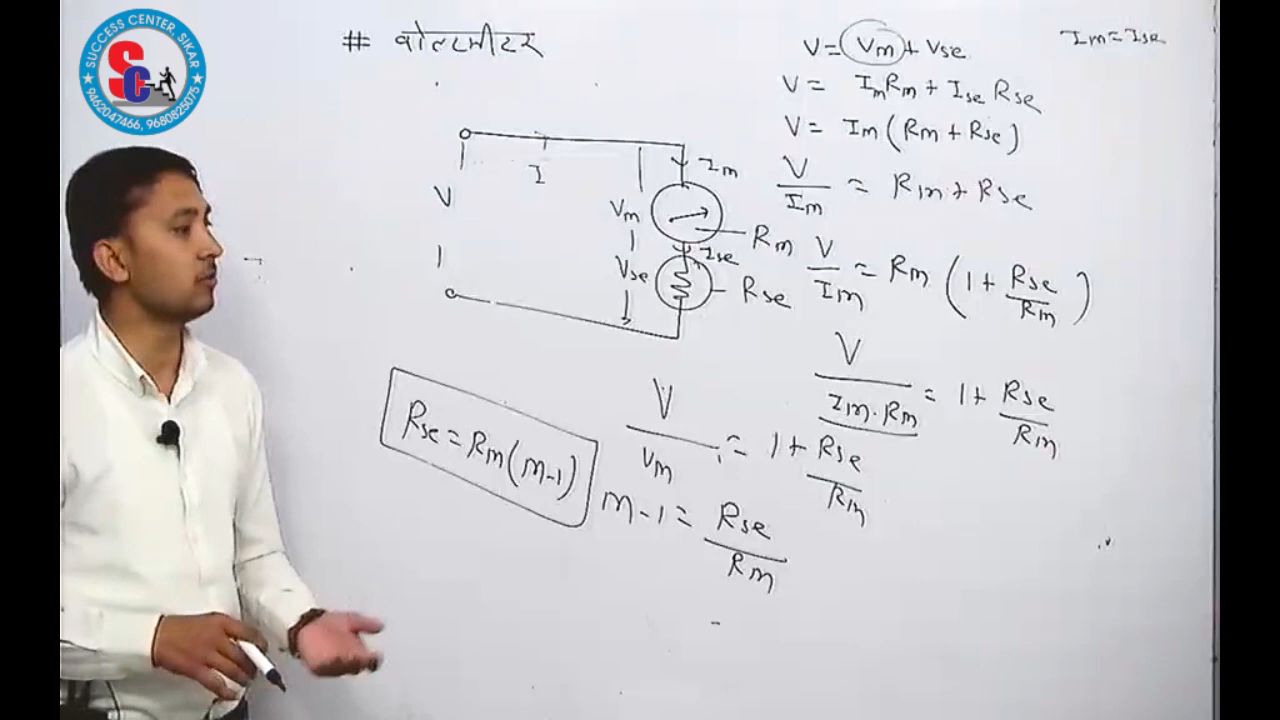 SUCCESS CENTER, SIKAR
SC
9462047466, 9680825075
# वोल्टमीटर
V = Vm + Vse
Im = Ise
V = ImRm + Ise Rse
V = Im (Rm + Rse)
V/Im = Rm + Rse
V/Im = Rm (1 + Rse/Rm)
V/Im·Rm = 1 + Rse/Rm
V/Vm = 1 + Rse/Rm
m-1 = Rse/Rm
Rse = Rm(m-1)
I
Im
V
Vm
Rm
Ise
Vse
Rse